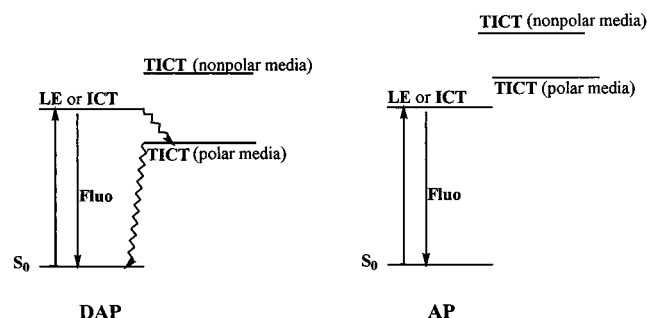 TICT (nonpolar media)
LE or ICT
TICT (polar media)
Fluo
S0
DAP
TICT (nonpolar media)
TICT (polar media)
LE or ICT
Fluo
S0
AP